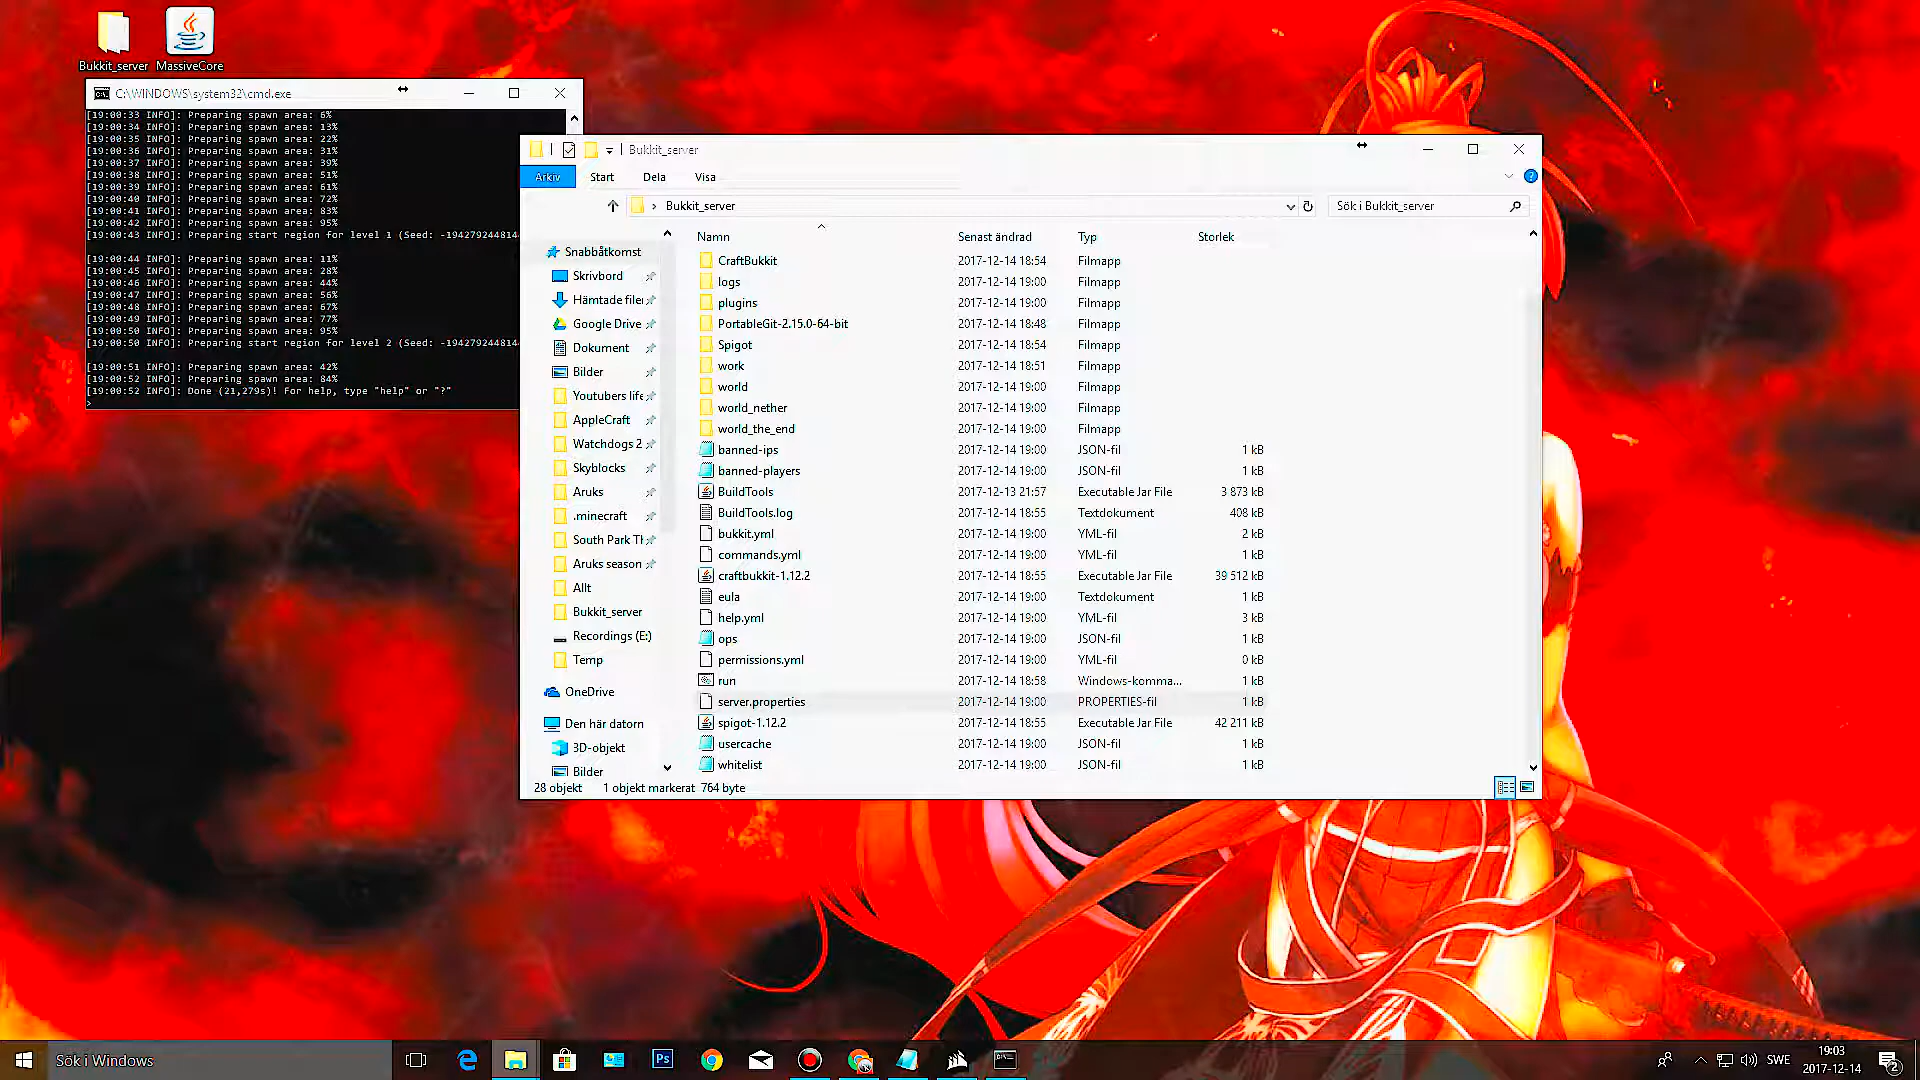 Bukkit_server
MassiveCore
C:\WINDOWS\system32\cmd.exe
[19:00:33 INFO]: Preparing spawn area: 6%
[19:00:34 INFO]: Preparing spawn area: 13%
[19:00:35 INFO]: Preparing spawn area: 22%
[19:00:36 INFO]: Preparing spawn area: 31%
[19:00:37 INFO]: Preparing spawn area: 39%
[19:00:38 INFO]: Preparing spawn area: 51%
[19:00:39 INFO]: Preparing spawn area: 61%
[19:00:40 INFO]: Preparing spawn area: 72%
[19:00:41 INFO]: Preparing spawn area: 83%
[19:00:42 INFO]: Preparing spawn area: 95%
[19:00:43 INFO]: Preparing start region for level 1 (Seed: -194279244814
[19:00:44 INFO]: Preparing spawn area: 11%
[19:00:45 INFO]: Preparing spawn area: 28%
[19:00:46 INFO]: Preparing spawn area: 44%
[19:00:47 INFO]: Preparing spawn area: 56%
[19:00:48 INFO]: Preparing spawn area: 67%
[19:00:49 INFO]: Preparing spawn area: 77%
[19:00:50 INFO]: Preparing spawn area: 95%
[19:00:50 INFO]: Preparing start region for level 2 (Seed: -194279244814
[19:00:51 INFO]: Preparing spawn area: 42%
[19:00:52 INFO]: Preparing spawn area: 84%
[19:00:52 INFO]: Done (21,279s)! For help, type "help" or "?"
>
Bukkit_server
Arkiv Start Dela Visa
Bukkit_server
Sök i Bukkit_server
Snabbåtkomst
Skrivbord
Hämtade file
Google Drive
Dokument
Bilder
Youtubers life
AppleCraft
Watchdogs 2
Skyblocks
Aruks
.minecraft
South Park Th
Aruks season
Allt
Bukkit_server
Recordings (E:)
Temp
OneDrive
Den här datorn
3D-objekt
Bilder
Namn Senast ändrad Typ Storlek
CraftBukkit 2017-12-14 18:54 Filmapp
logs 2017-12-14 19:00 Filmapp
plugins 2017-12-14 19:00 Filmapp
PortableGit-2.15.0-64-bit 2017-12-14 18:48 Filmapp
Spigot 2017-12-14 18:54 Filmapp
work 2017-12-14 18:51 Filmapp
world 2017-12-14 19:00 Filmapp
world_nether 2017-12-14 19:00 Filmapp
world_the_end 2017-12-14 19:00 Filmapp
banned-ips 2017-12-14 19:00 JSON-fil 1 kB
banned-players 2017-12-14 19:00 JSON-fil 1 kB
BuildTools 2017-12-13 21:57 Executable Jar File 3 873 kB
BuildTools.log 2017-12-14 18:55 Textdokument 408 kB
bukkit.yml 2017-12-14 19:00 YML-fil 2 kB
commands.yml 2017-12-14 19:00 YML-fil 1 kB
craftbukkit-1.12.2 2017-12-14 18:55 Executable Jar File 39 512 kB
eula 2017-12-14 19:00 Textdokument 1 kB
help.yml 2017-12-14 19:00 YML-fil 3 kB
ops 2017-12-14 19:00 JSON-fil 1 kB
permissions.yml 2017-12-14 19:00 YML-fil 0 kB
run 2017-12-14 18:58 Windows-komma... 1 kB
server.properties 2017-12-14 19:00 PROPERTIES-fil 1 kB
spigot-1.12.2 2017-12-14 18:55 Executable Jar File 42 211 kB
usercache 2017-12-14 19:00 JSON-fil 1 kB
whitelist 2017-12-14 19:00 JSON-fil 1 kB
28 objekt 1 objekt markerat 764 byte
Sök i Windows
Ps
SWE
19:03
2017-12-14
2